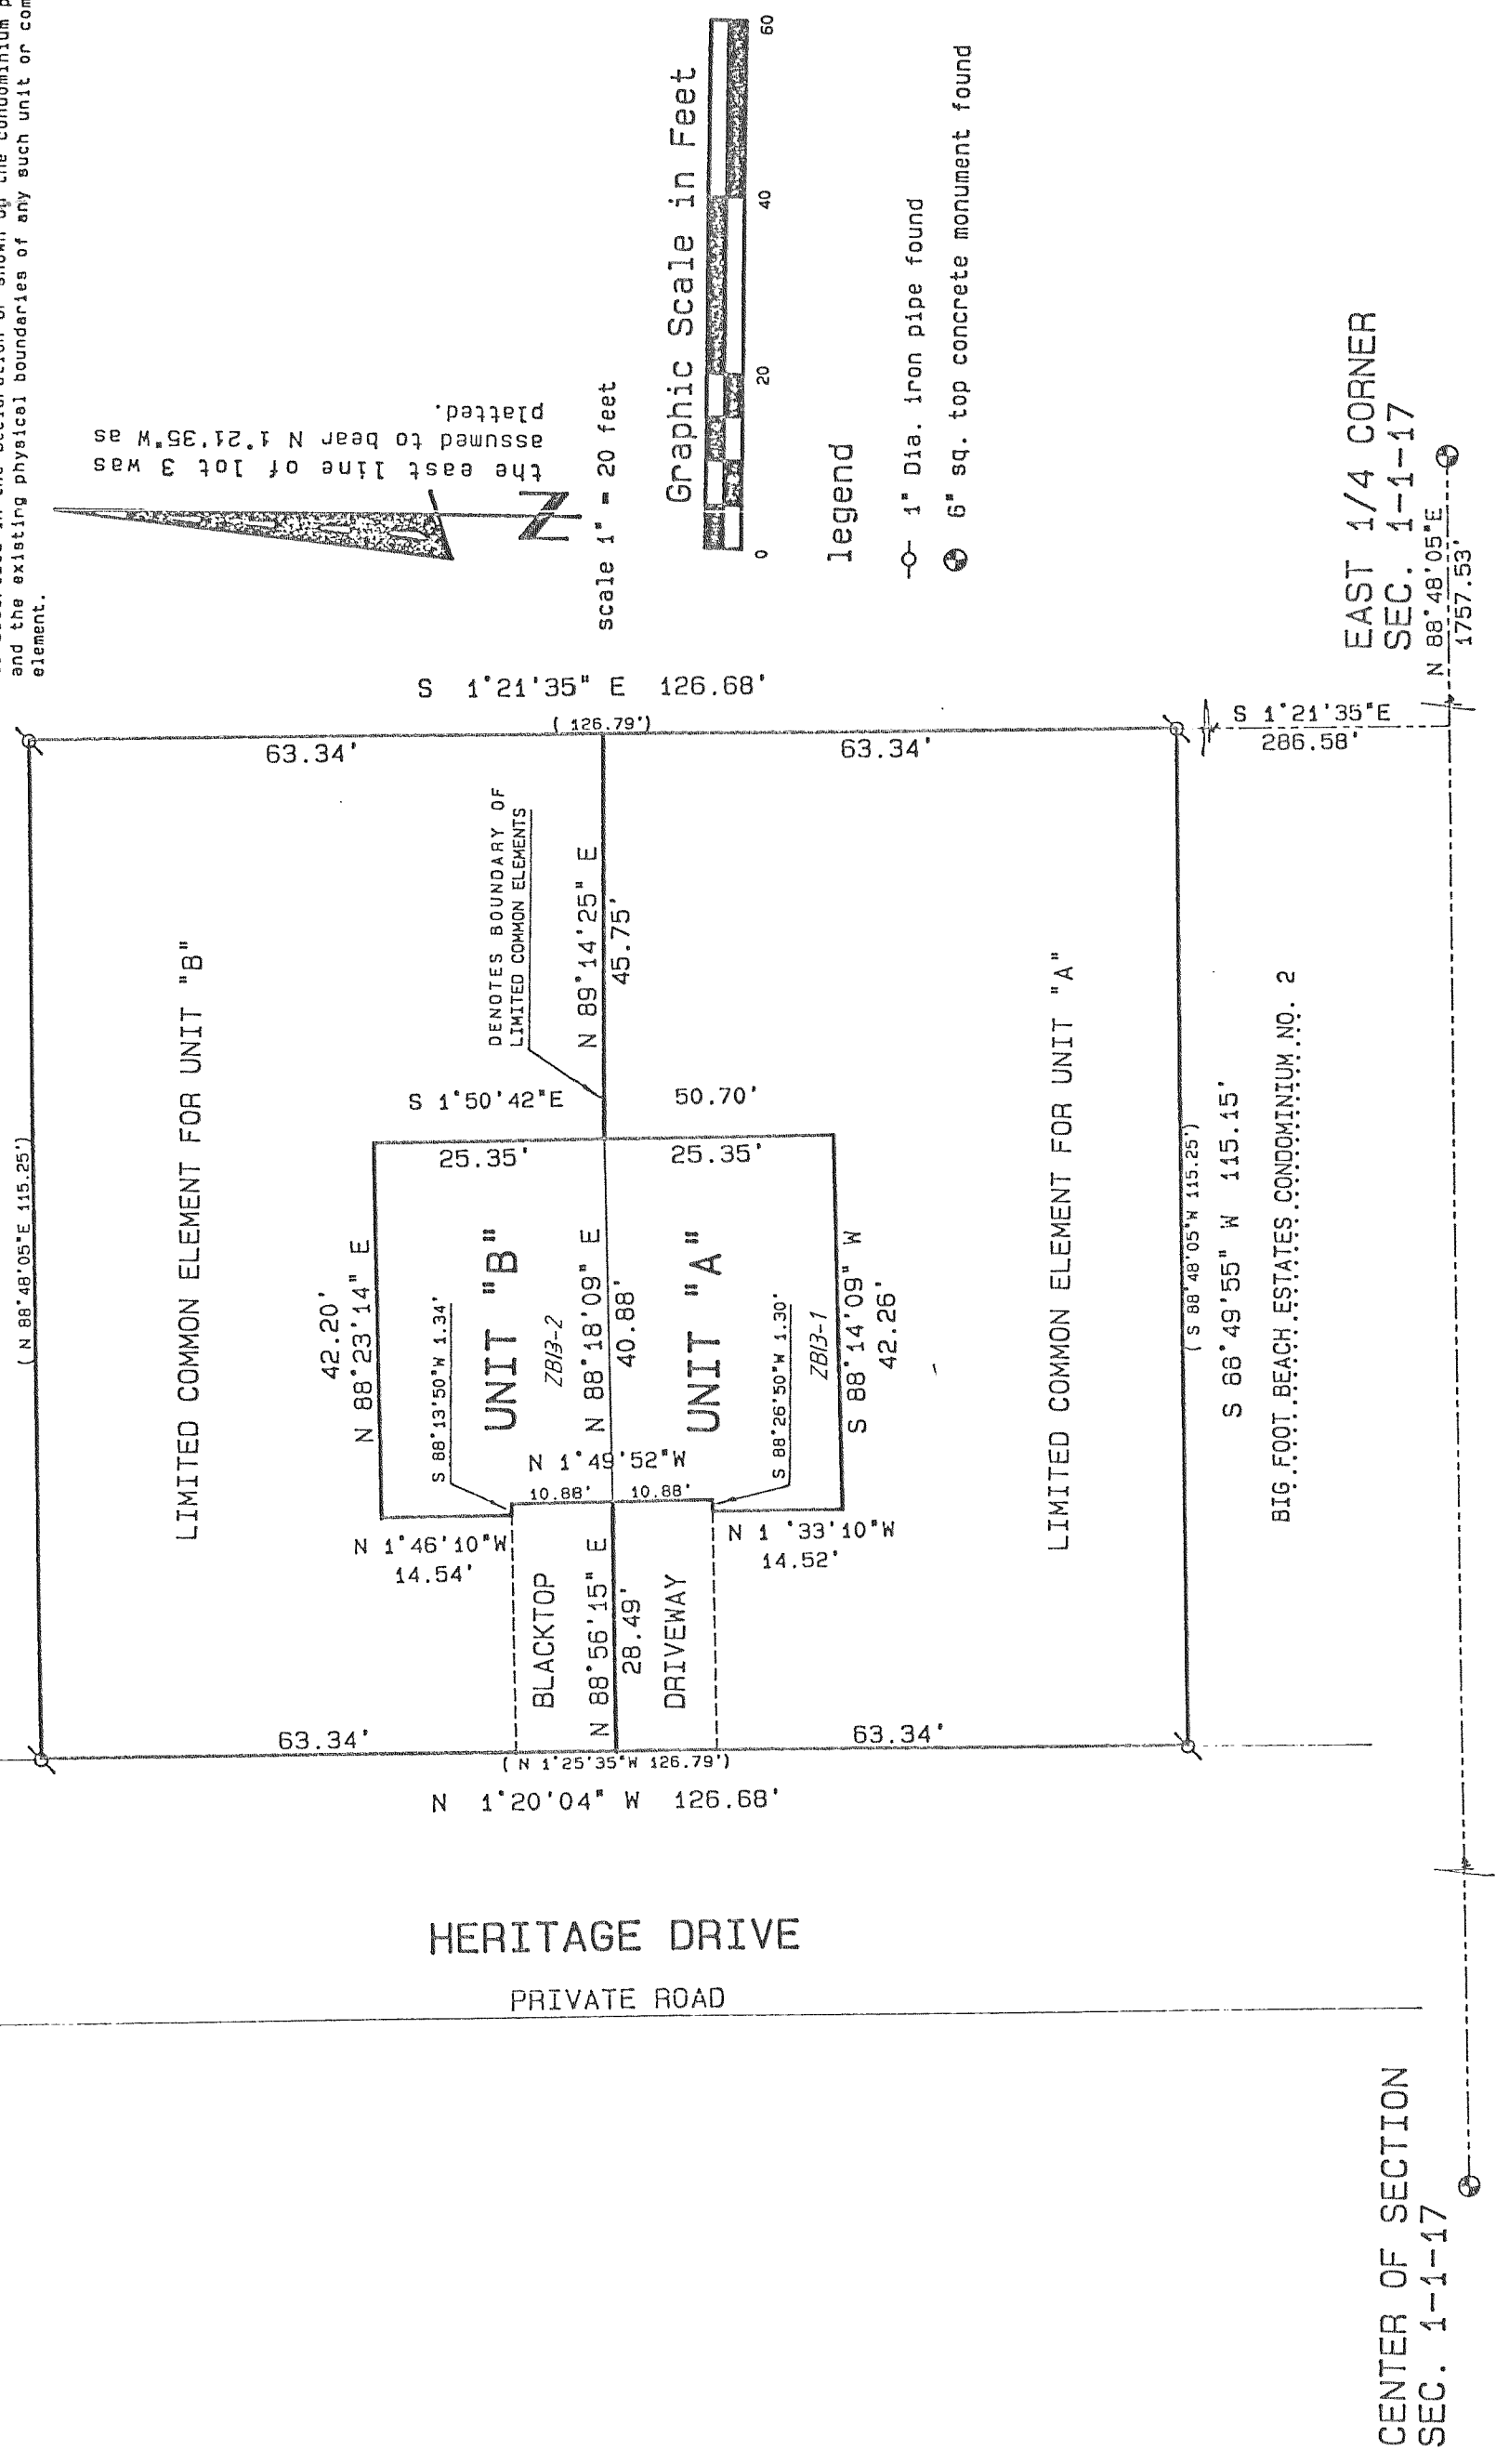 and the existing physical boundaries of any such unit or
element.
the east line of lot 3 was
assumed to bear N 1°21'35"W as
platted.
scale 1" = 20 feet
Graphic Scale in Feet
0 20 40 60
legend
1" Dia. iron pipe found
6" sq. top concrete monument found
( N 88°48'05"E 115.25')
S 1°21'35" E 126.68'
( 126.79')
63.34'
63.34'
LIMITED COMMON ELEMENT FOR UNIT "B"
DENOTES BOUNDARY OF
LIMITED COMMON ELEMENTS
N 89°14'25" E
45.75'
S 1°50'42"E
50.70'
42.20'
N 88°23'14" E
25.35'
25.35'
S 88°13'50"W 1.34'
UNIT "B"
ZB13-2
N 88°18'09" E
40.88'
UNIT "A"
S 88°26'50"W 1.30'
ZB13-1
S 88°14'09" W
42.26'
N 1°49'52"W
10.88'
10.88'
N 1°46'10"W
14.54'
N 1°33'10"W
14.52'
BLACKTOP
N 88°56'15" E
28.49'
DRIVEWAY
63.34'
63.34'
( N 1°25'35"W 126.79')
N 1°20'04" W 126.68'
LIMITED COMMON ELEMENT FOR UNIT "A"
( S 88°48'05"W 115.25')
S 88°49'55" W 115.15'
BIG FOOT BEACH ESTATES CONDOMINIUM NO. 2
HERITAGE DRIVE
PRIVATE ROAD
S 1°21'35"E
286.58'
EAST 1/4 CORNER
SEC. 1-1-17
N 88°48'05"E
1757.53'
CENTER OF SECTION
SEC. 1-1-17